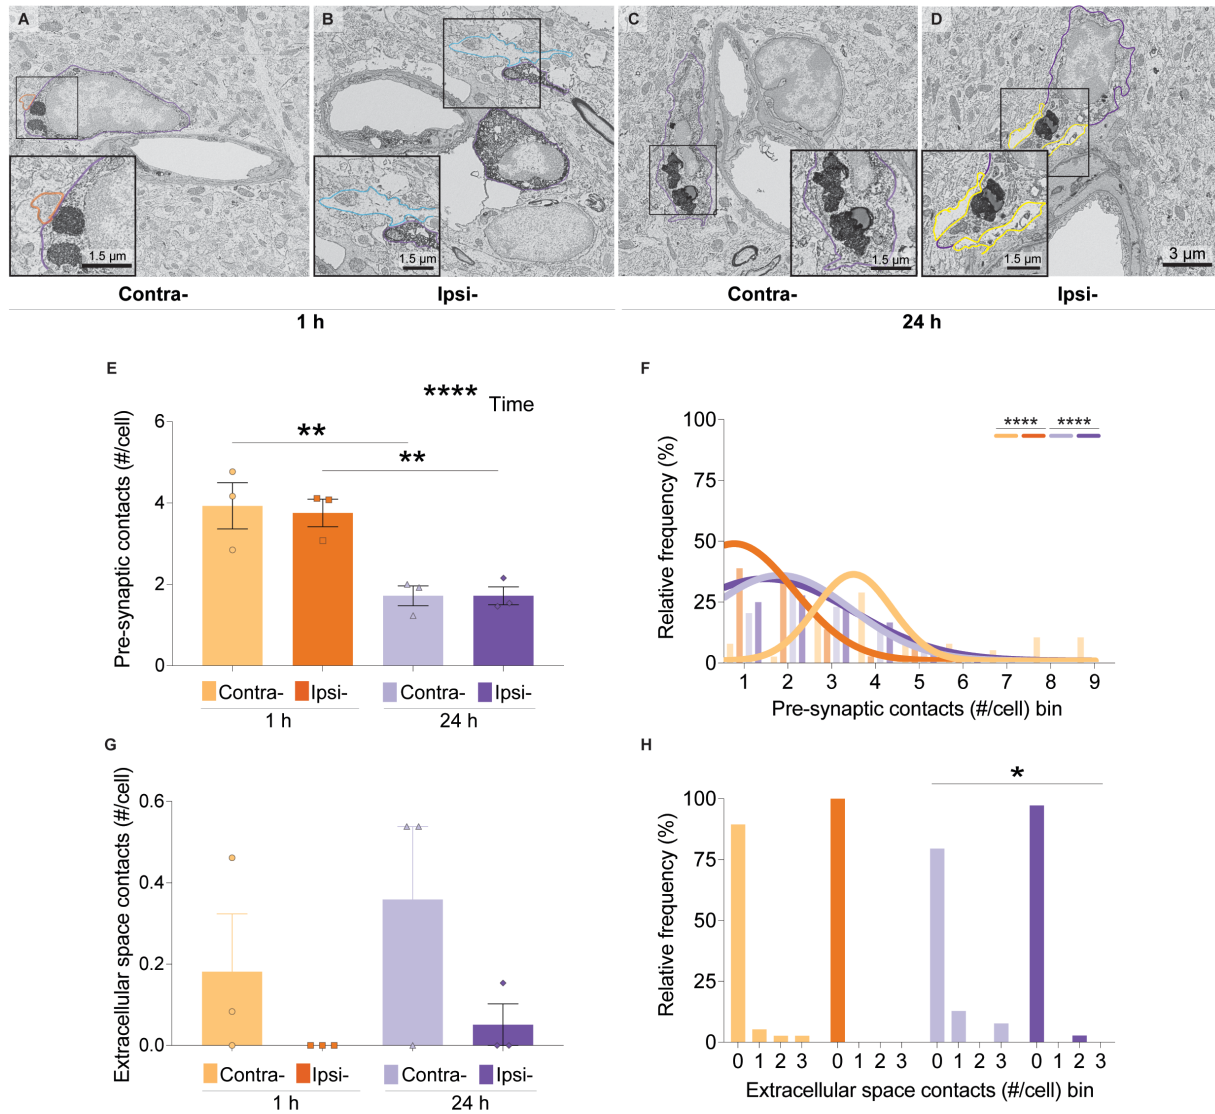 A B C D
1.5 µm 1.5 µm 1.5 µm 1.5 µm 3 µm
Contra- Ipsi- Contra- Ipsi-
1 h 24 h
E
**** Time
**
**
Pre-synaptic contacts (#/cell)
6
4
2
0
Contra- Ipsi- Contra- Ipsi-
1 h 24 h
F
**** ****
Relative frequency (%)
100
75
50
25
0
1 2 3 4 5 6 7 8 9
Pre-synaptic contacts (#/cell) bin
G
Extracellular space contacts (#/cell)
0.6
0.4
0.2
0.0
Contra- Ipsi- Contra- Ipsi-
1 h 24 h
H
*
Relative frequency (%)
100
75
50
25
0
0 1 2 3 0 1 2 3 0 1 2 3 0 1 2 3
Extracellular space contacts (#/cell) bin